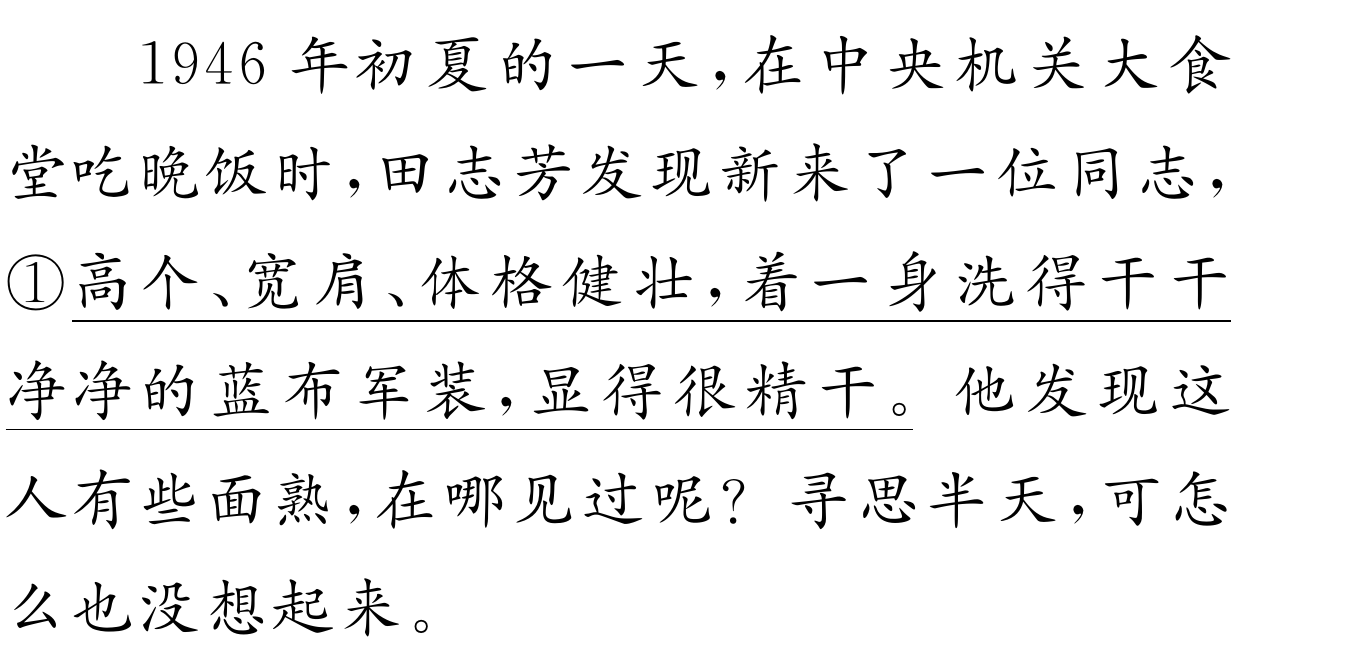 1946 年初夏的一天,在中央机关大食
堂吃晚饭时,田志芳发现新来了一位同志,
①高个、宽肩、体格健壮,着一身洗得干干
净净的蓝布军装,显得很精干。他发现这
人有些面熟,在哪见过呢? 寻思半天,可怎
么也没想起来。